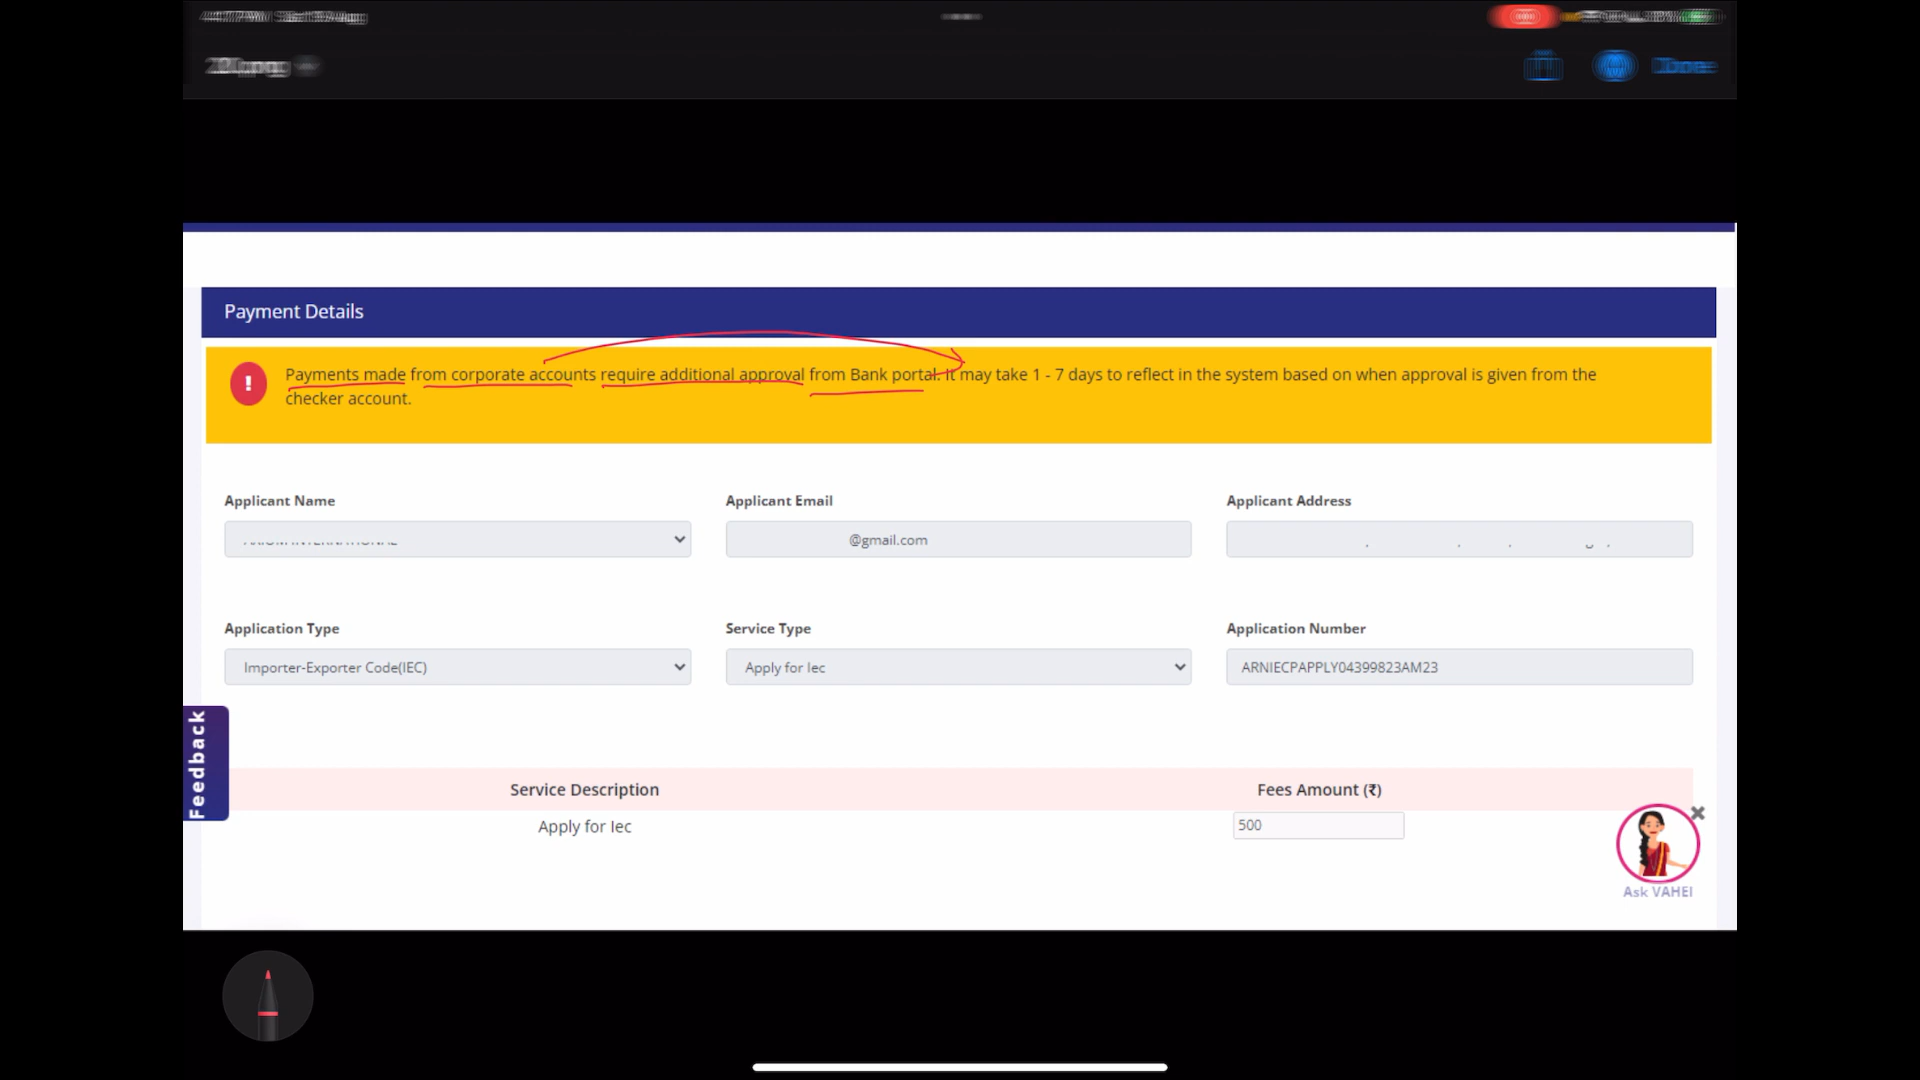 Payment Details
!
Payments made from corporate accounts require additional approval from Bank portal. It may take 1 - 7 days to reflect in the system based on when approval is given from the
checker account.
Applicant Name
Applicant Email
Applicant Address
@gmail.com
Application Type
Service Type
Application Number
Importer-Exporter Code(IEC)
Apply for Iec
ARNIECPAPPLY04399823AM23
Feedback
Service Description
Fees Amount (₹)
Apply for Iec
500
Ask VAHEI